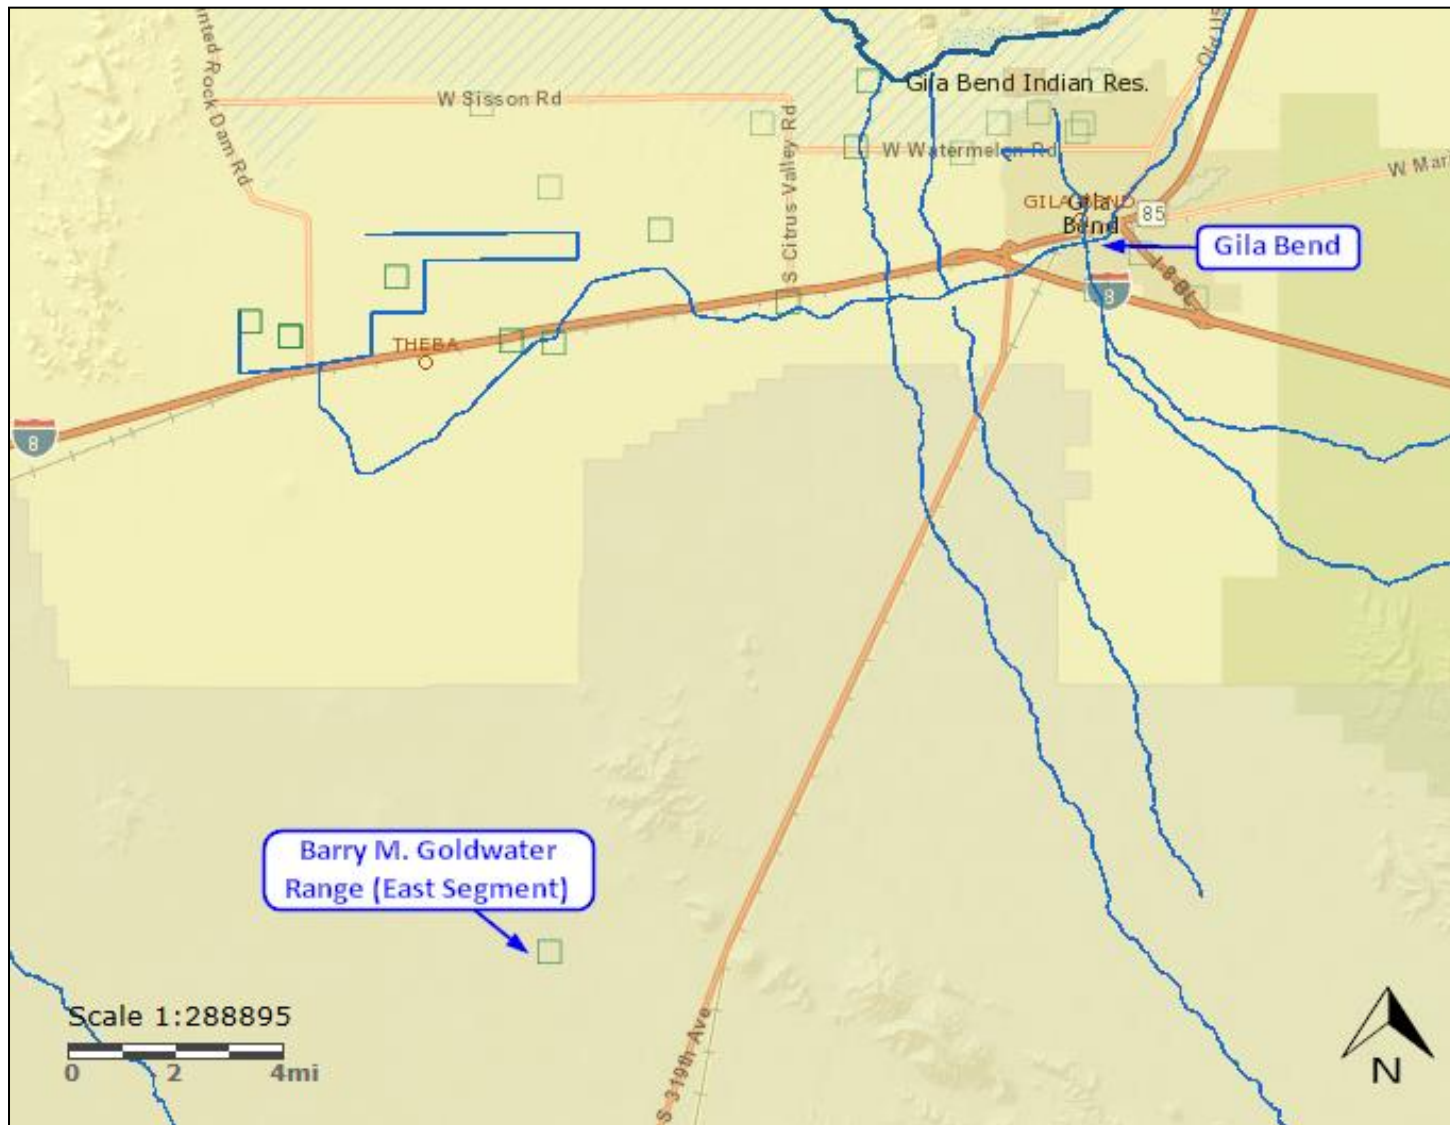 nted Rock Dam Rd
W Sisson Rd
S Citrus Valley Rd
Gila Bend Indian Res.
W Watermelon Rd
W Mar
GILA BEND
Gila
Bend
85
Gila Bend
I-8-BL
8
THEBA
8
Barry M. Goldwater
Range (East Segment)
Scale 1:288895
0 2 4mi
S 319th Ave
N